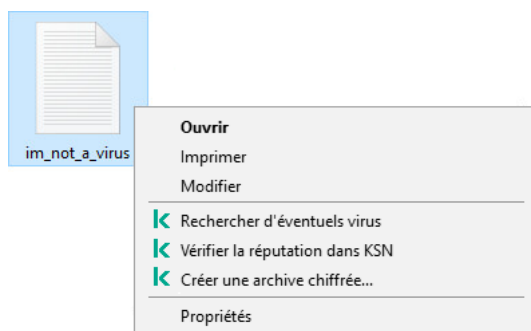 im_not_a_virus
Ouvrir
Imprimer
Modifier
Rechercher d'éventuels virus
Vérifier la réputation dans KSN
Créer une archive chiffrée...
Propriétés